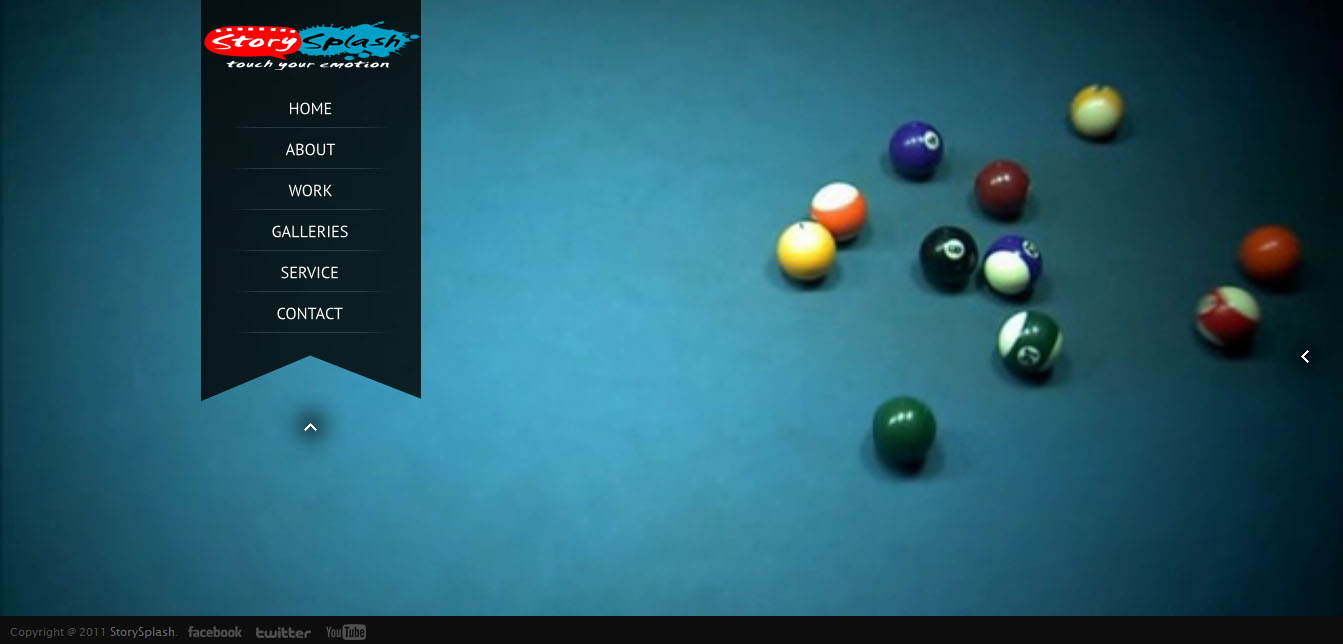 Story Splash
touch your emotion
HOME
ABOUT
WORK
GALLERIES
SERVICE
CONTACT
Copyright @ 2011 StorySplash. facebook twitter YouTube